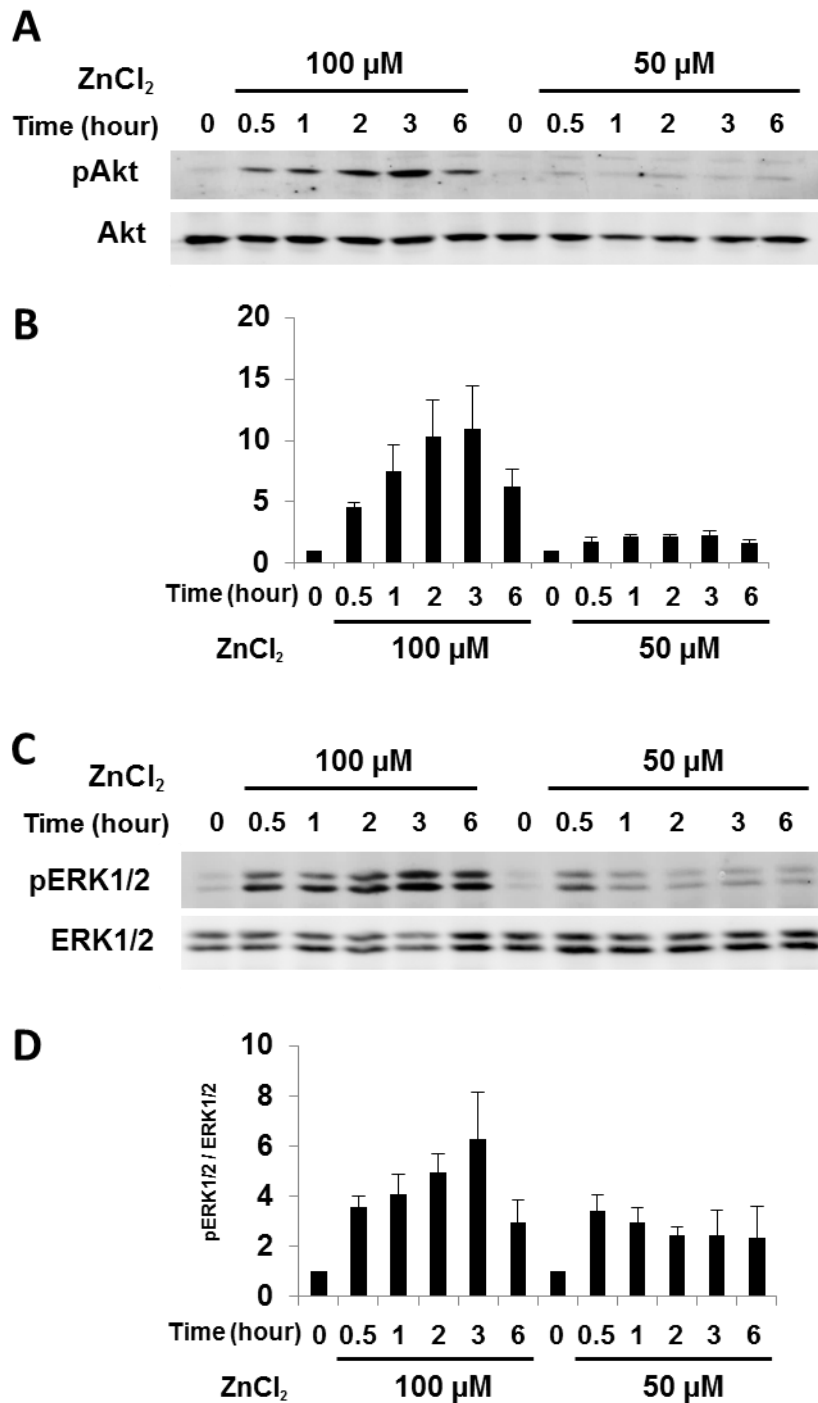 A
ZnCl₂ 100 µM 50 µM
Time (hour) 0 0.5 1 2 3 6 0 0.5 1 2 3 6
pAkt
Akt
B
20
15
10
5
0
Time (hour) 0 0.5 1 2 3 6 0 0.5 1 2 3 6
ZnCl₂ 100 µM 50 µM
C
ZnCl₂ 100 µM 50 µM
Time (hour) 0 0.5 1 2 3 6 0 0.5 1 2 3 6
pERK1/2
ERK1/2
D
pERK1/2 / ERK1/2
10
8
6
4
2
0
Time (hour) 0 0.5 1 2 3 6 0 0.5 1 2 3 6
ZnCl₂ 100 µM 50 µM